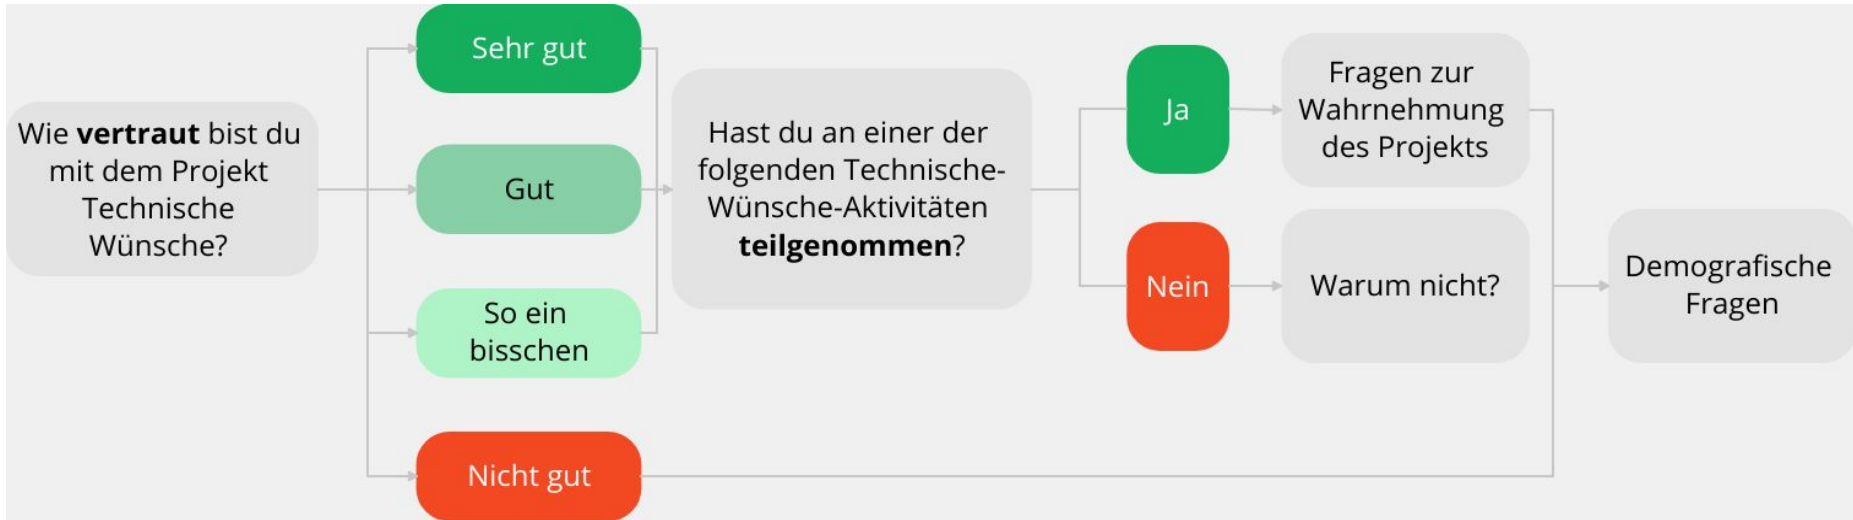 Wie vertraut bist du
mit dem Projekt
Technische
Wünsche?
Sehr gut
Gut
So ein
bisschen
Nicht gut
Hast du an einer der
folgenden Technische-
Wünsche-Aktivitäten
teilgenommen?
Ja
Nein
Fragen zur
Wahrnehmung
des Projekts
Warum nicht?
Demografische
Fragen